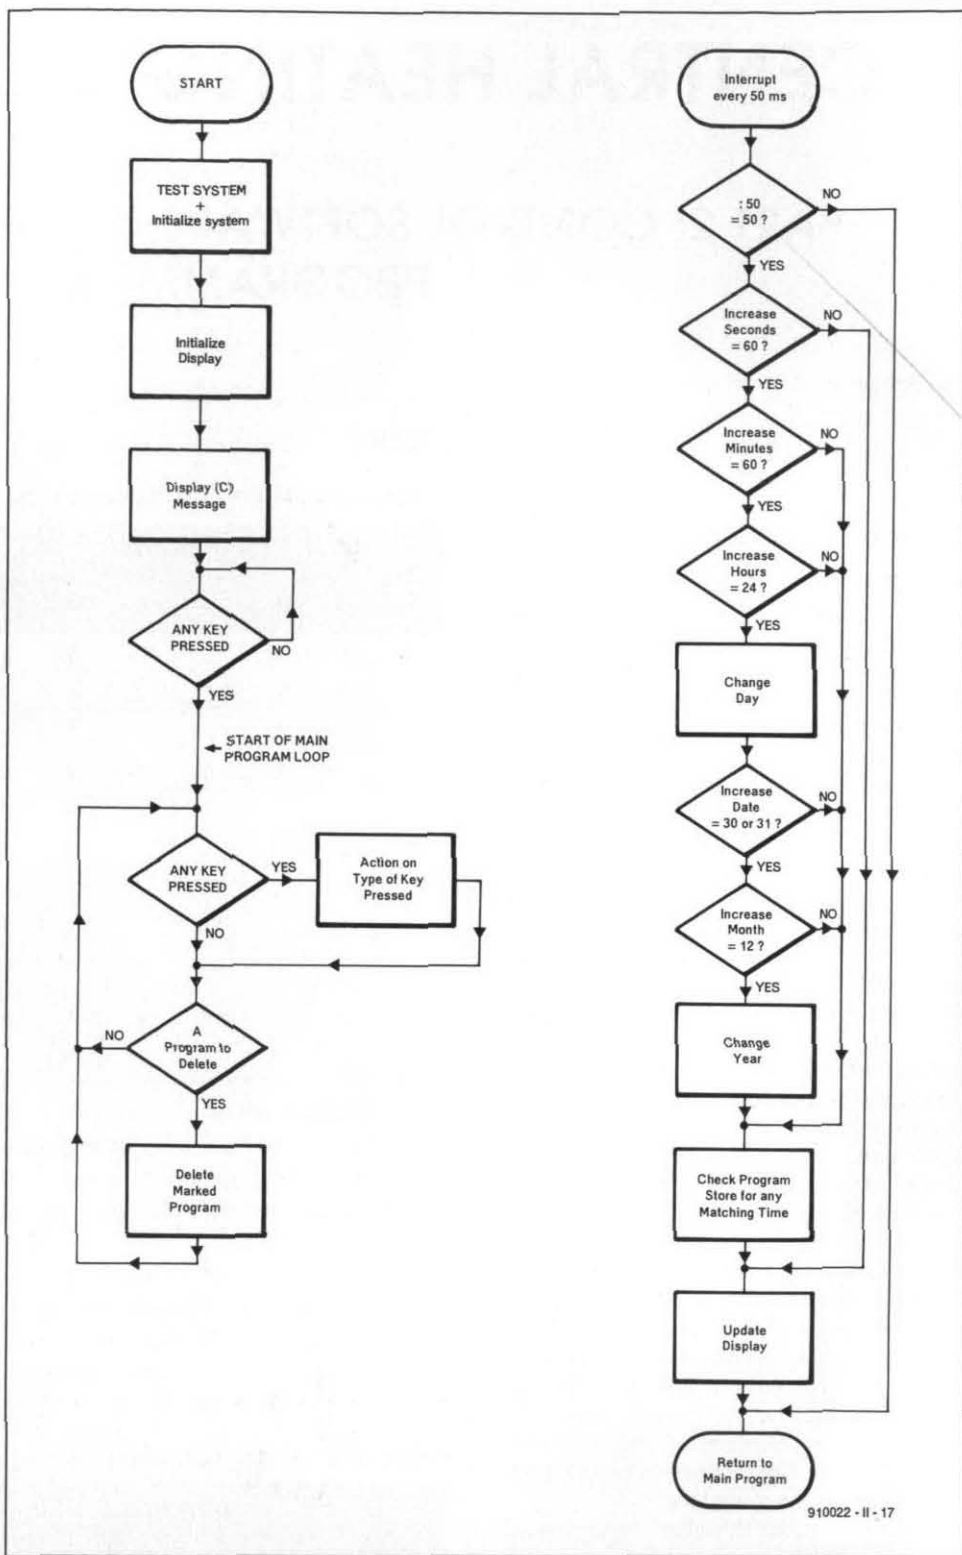 START
TEST SYSTEM
+
Initialize system
Initialize
Display
Display (C)
Message
ANY KEY
PRESSED
NO
YES
START OF MAIN
PROGRAM LOOP
ANY KEY
PRESSED
YES
Action on
Type of Key
Pressed
NO
A
Program to
Delete
NO
YES
Delete
Marked
Program
Interrupt
every 50 ms
: 50
= 50 ?
NO
YES
Increase
Seconds
= 60 ?
NO
YES
Increase
Minutes
= 60 ?
NO
YES
Increase
Hours
= 24 ?
NO
YES
Change
Day
Increase
Date
= 30 or 31 ?
NO
YES
Increase
Month
= 12 ?
NO
YES
Change
Year
Check Program
Store for any
Matching Time
Update
Display
Return to
Main Program
910022 - II - 17